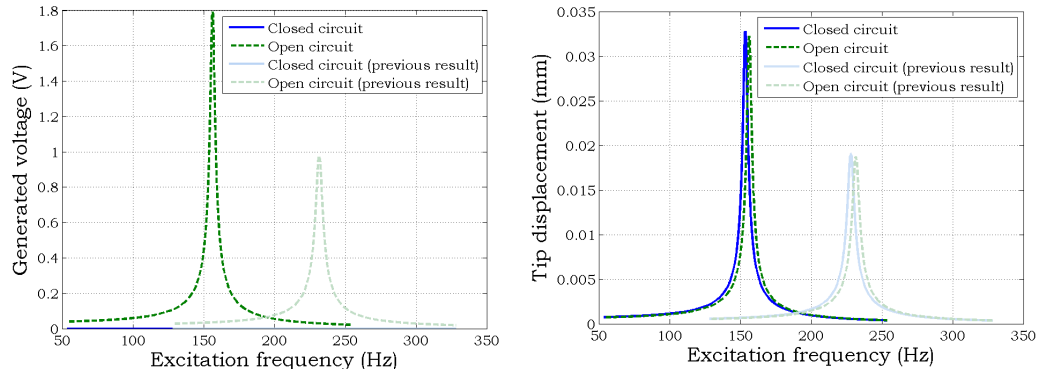 Generated voltage (V)
1.8
1.6
1.4
1.2
1
0.8
0.6
0.4
0.2
0
50
100
150
200
250
300
350
Excitation frequency (Hz)
Closed circuit
Open circuit
Closed circuit (previous result)
Open circuit (previous result)
Tip displacement (mm)
0.035
0.03
0.025
0.02
0.015
0.01
0.005
0
50
100
150
200
250
300
350
Excitation frequency (Hz)
Closed circuit
Open circuit
Closed circuit (previous result)
Open circuit (previous result)